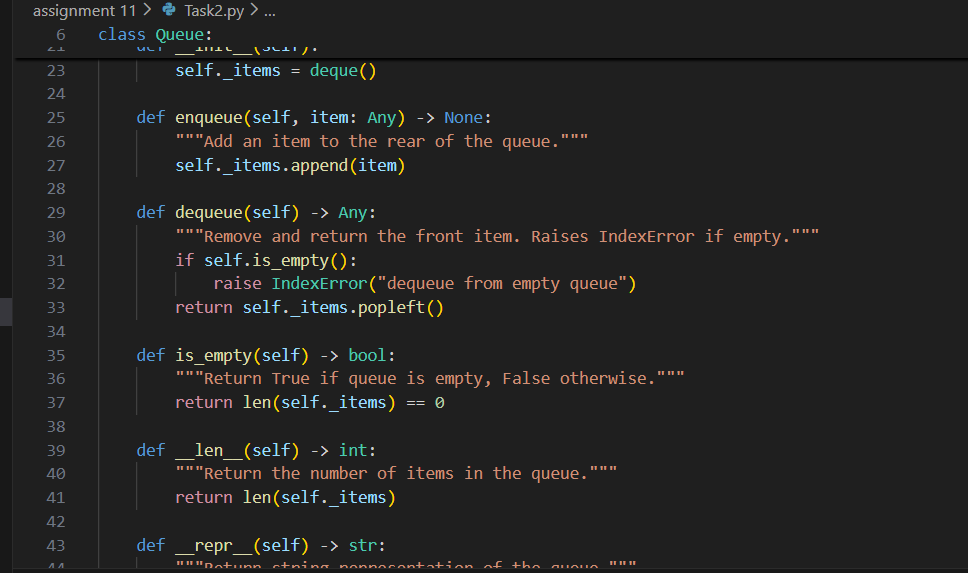 assignment 11 > Task2.py > ...
6 class Queue:
21 def __init__(self):
23 self._items = deque()
24
25 def enqueue(self, item: Any) -> None:
26 """Add an item to the rear of the queue."""
27 self._items.append(item)
28
29 def dequeue(self) -> Any:
30 """Remove and return the front item. Raises IndexError if empty."""
31 if self.is_empty():
32 raise IndexError("dequeue from empty queue")
33 return self._items.popleft()
34
35 def is_empty(self) -> bool:
36 """Return True if queue is empty, False otherwise."""
37 return len(self._items) == 0
38
39 def __len__(self) -> int:
40 """Return the number of items in the queue."""
41 return len(self._items)
42
43 def __repr__(self) -> str:
44 """Return string representation of the queue."""